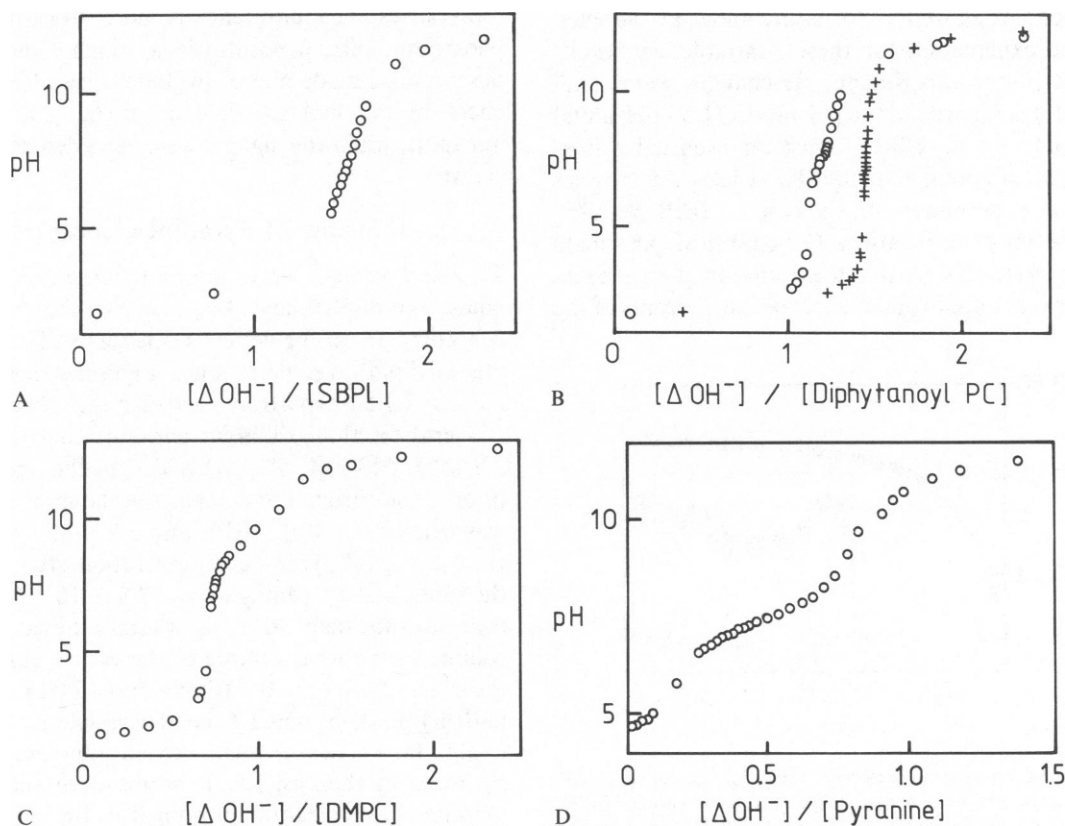 10
pH
5
0
1
2
A
[Δ OH⁻]/[SBPL]
10
pH
5
0
1
2
B
[Δ OH⁻] / [Diphytanoyl PC]
10
pH
5
0
1
2
C
[Δ OH⁻]/[DMPC]
10
pH
5
0
0.5
1.0
1.5
D
[Δ OH⁻]/[Pyranine]